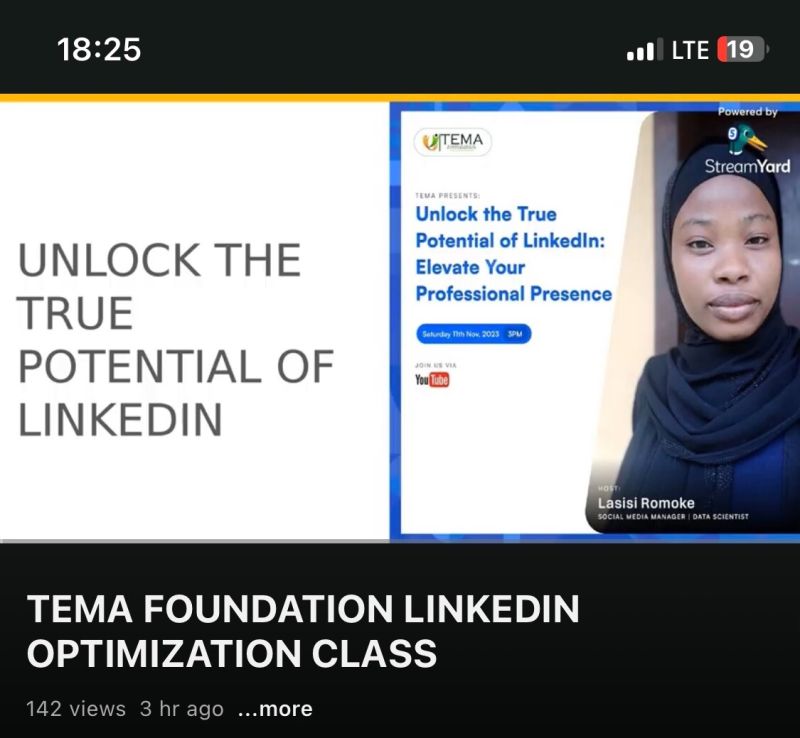 18:25
LTE 19
Powered by
StreamYard
UNLOCK THE
TRUE
POTENTIAL OF
LINKEDIN
TEMA
TEMA PRESENTS:
Unlock the True
Potential of LinkedIn:
Elevate Your
Professional Presence
Saturday 11th Nov, 2023 3PM
JOIN US VIA
YouTube
HOST:
Lasisi Romoke
SOCIAL MEDIA MANAGER | DATA SCIENTIST
TEMA FOUNDATION LINKEDIN
OPTIMIZATION CLASS
142 views 3 hr ago ...more